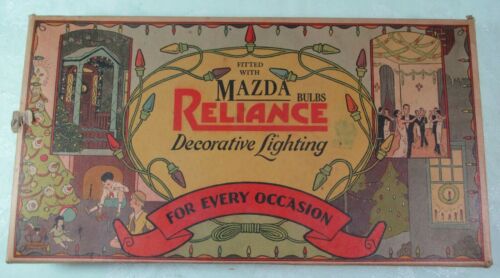 FITTED
WITH
MAZDA BULBS
RELIANCE
Decorative Lighting
FOR EVERY OCCASION